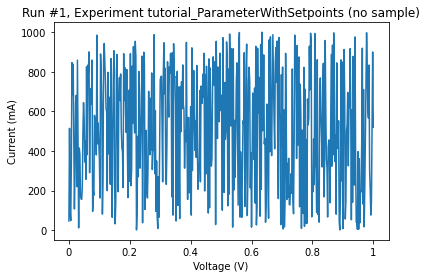 Run #1, Experiment tutorial_ParameterWithSetpoints (no sample)
1000
800
600
400
200
0
Current (mA)
0 0.2 0.4 0.6 0.8 1
Voltage (V)